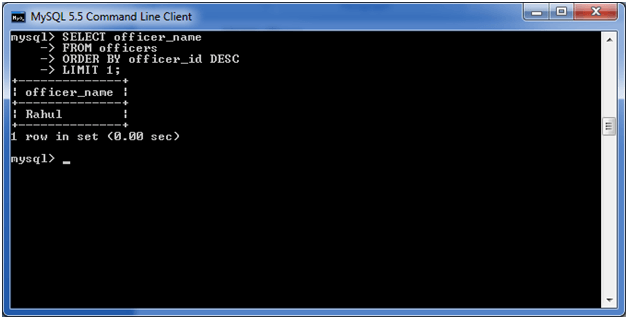 MySQL 5.5 Command Line Client
mysql> SELECT officer_name
    -> FROM officers
    -> ORDER BY officer_id DESC
    -> LIMIT 1;
+--------------+
| officer_name |
+--------------+
| Rahul        |
+--------------+
1 row in set (0.00 sec)
mysql> _